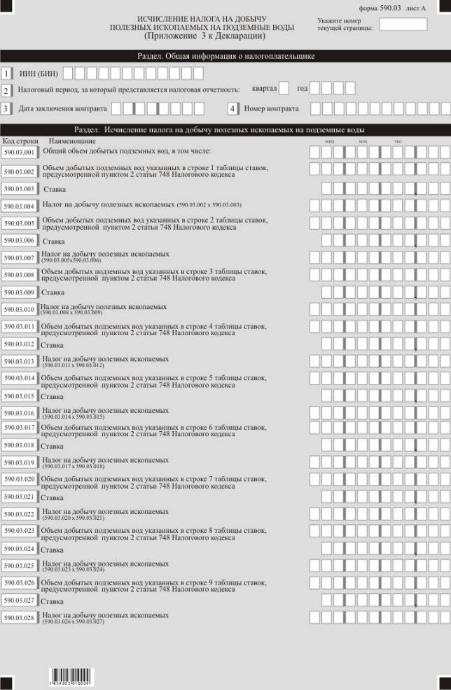 форма 590.03 лист А
ИСЧИСЛЕНИЕ НАЛОГА НА ДОБЫЧУ
ПОЛЕЗНЫХ ИСКОПАЕМЫХ НА ПОДЗЕМНЫЕ ВОДЫ
(Приложение 3 к Декларации)
Укажите номер
текущей страницы:
Раздел. Общая информация о налогоплательщике
1 ИИН (БИН)
2 Налоговый период, за который представляется налоговая отчетность: квартал год
3 Дата заключения контракта 4 Номер контракта
Раздел. Исчисление налога на добычу полезных ископаемых на подземные воды
Код строки Наименование
590.03.001 Общий объем добытых подземных вод, в том числе:
590.03.002 Объем добытых подземных вод указанных в строке 1 таблицы ставок,
предусмотренной пунктом 2 статьи 748 Налогового кодекса
590.03.003 Ставка
590.03.004 Налог на добычу полезных ископаемых (590.03.002 х 590.03.003)
590.03.005 Объем добытых подземных вод указанных в строке 2 таблицы ставок,
предусмотренной пунктом 2 статьи 748 Налогового кодекса
590.03.006 Ставка
590.03.007 Налог на добычу полезных ископаемых
(590.03.005х590.03.006)
590.03.008 Объем добытых подземных вод указанных в строке 3 таблицы ставок,
предусмотренной пунктом 2 статьи 748 Налогового кодекса
590.03.009 Ставка
590.03.010 Налог на добычу полезных ископаемых
(590.03.008 х 590.03.009)
590.03.011 Объем добытых подземных вод указанных в строке 4 таблицы ставок,
предусмотренной пунктом 2 статьи 748 Налогового кодекса
590.03.012 Ставка
590.03.013 Налог на добычу полезных ископаемых
(590.03.011 х 590.03.012)
590.03.014 Объем добытых подземных вод указанных в строке 5 таблицы ставок,
предусмотренной пунктом 2 статьи 748 Налогового кодекса
590.03.015 Ставка
590.03.016 Налог на добычу полезных ископаемых
(590.03.014 х 590.03.015)
590.03.017 Объем добытых подземных вод указанных в строке 6 таблицы ставок,
предусмотренной пунктом 2 статьи 748 Налогового кодекса
590.03.018 Ставка
590.03.019 Налог на добычу полезных ископаемых
(590.03.017 х 590.03.018)
590.03.020 Объем добытых подземных вод указанных в строке 7 таблицы ставок,
предусмотренной пунктом 2 статьи 748 Налогового кодекса
590.03.021 Ставка
590.03.022 Налог на добычу полезных ископаемых
(590.03.020 х 590.03.021)
590.03.023 Объем добытых подземных вод указанных в строке 8 таблицы ставок,
предусмотренной пунктом 2 статьи 748 Налогового кодекса
590.03.024 Ставка
590.03.025 Налог на добычу полезных ископаемых
(590.03.023 х 590.03.024)
590.03.026 Объем добытых подземных вод указанных в строке 9 таблицы ставок,
предусмотренной пунктом 2 статьи 748 Налогового кодекса
590.03.027 Ставка
590.03.028 Налог на добычу полезных ископаемых
(590.03.026 х 590.03.027)